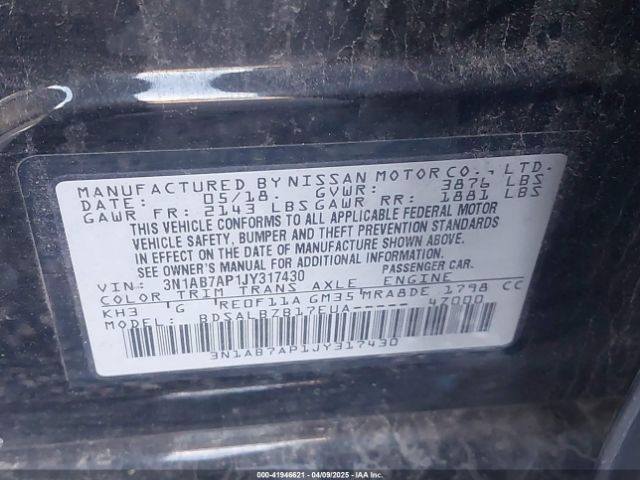 MANUFACTURED BY NISSAN MOTOR CO., LTD.
DATE: 05/18 GVWR: 3876 LBS
GAWR FR: 2143 LBS GAWR RR: 1881 LBS
THIS VEHICLE CONFORMS TO ALL APPLICABLE FEDERAL MOTOR
VEHICLE SAFETY, BUMPER AND THEFT PREVENTION STANDARDS
IN EFFECT ON THE DATE OF MANUFACTURE SHOWN ABOVE.
SEE OWNER'S MANUAL FOR ADDITIONAL INFORMATION.
VIN: 3N1AB7AP1JY317430 PASSENGER CAR.
COLOR TRIM TRANS AXLE ENGINE
KH3 G RE0F11A GM35 MRA8DE 1798 CC
MODEL: BDSALBZB17EUA----- 47000
3N1AB7AP1JY317430
000-41946621 | 04/09/2025 - IAAI.COM